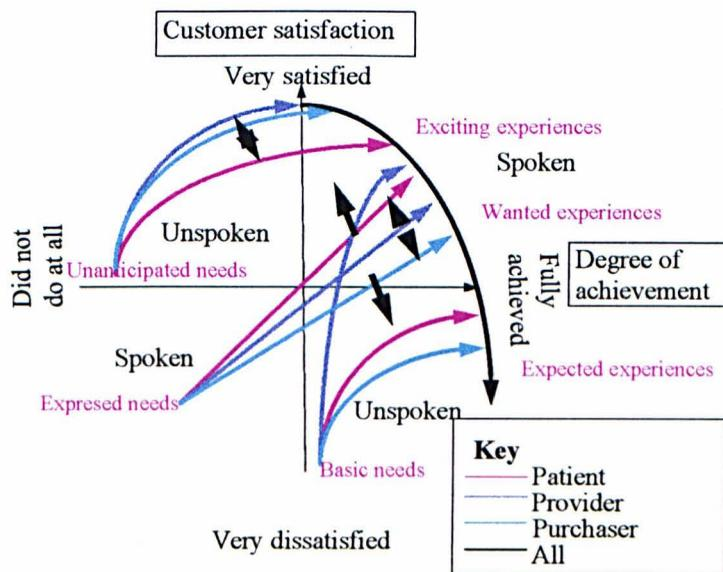 Customer satisfaction
Very satisfied
Exciting experiences
Spoken
Wanted experiences
Unspoken
Unanticipated needs
Did not
do at all
Fully
achieved
Degree of
achievement
Spoken
Expected experiences
Expresed needs
Unspoken
Basic needs
Key
Patient
Provider
Purchaser
All
Very dissatisfied